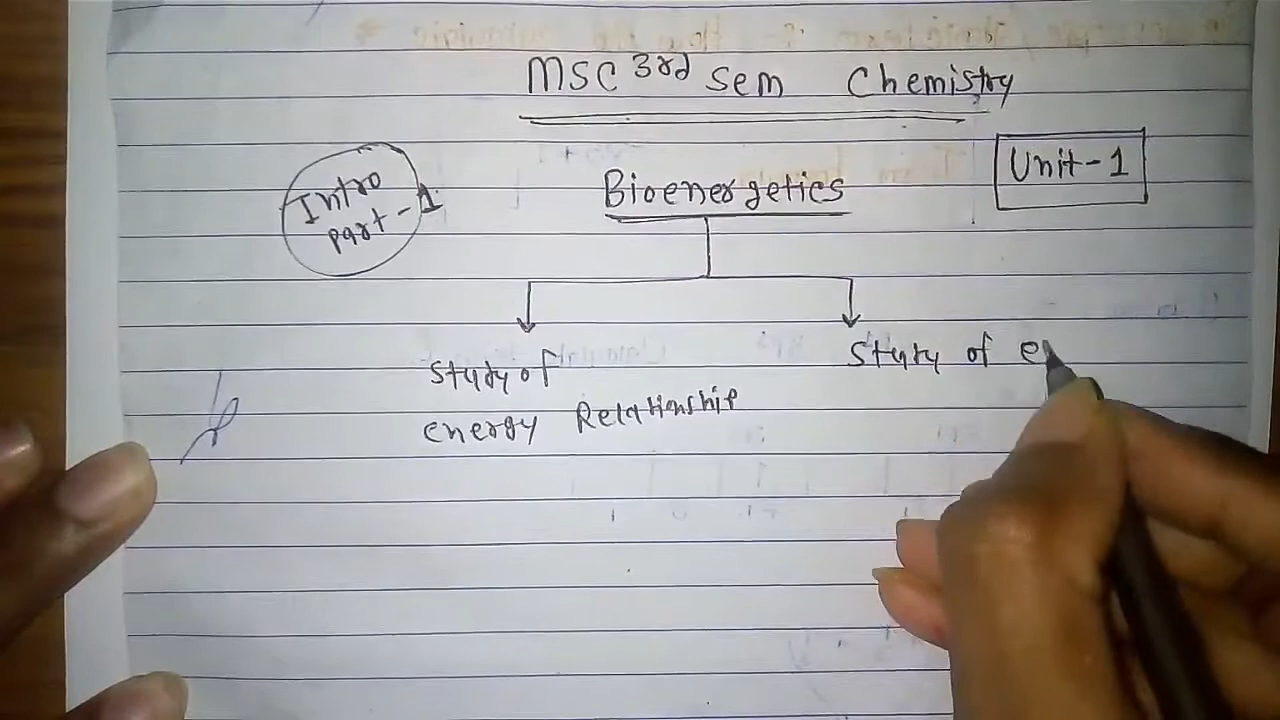 MSC 3rd Sem Chemistry
Intro
part-1
Bioenergetics
Unit-1
Study of
energy Relationship
Study of e